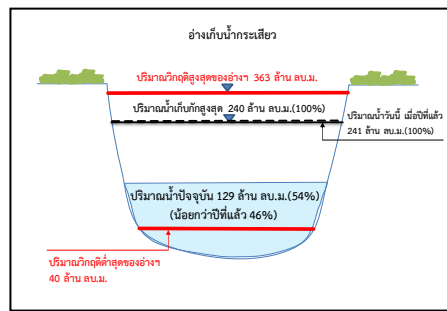 อ่างเก็บน้ำกระเสียว
ปริมาณวิกฤติสูงสุดของอ่างฯ 363 ล้าน ลบ.ม.
ปริมาณน้ำเก็บกักสูงสุด 240 ล้าน ลบ.ม.(100%)
ปริมาณน้ำวันนี้ เมื่อปีที่แล้ว
241 ล้าน ลบ.ม.(100%)
ปริมาณน้ำปัจจุบัน 129 ล้าน ลบ.ม.(54%)
(น้อยกว่าปีที่แล้ว 46%)
ปริมาณวิกฤติต่ำสุดของอ่างฯ
40 ล้าน ลบ.ม.